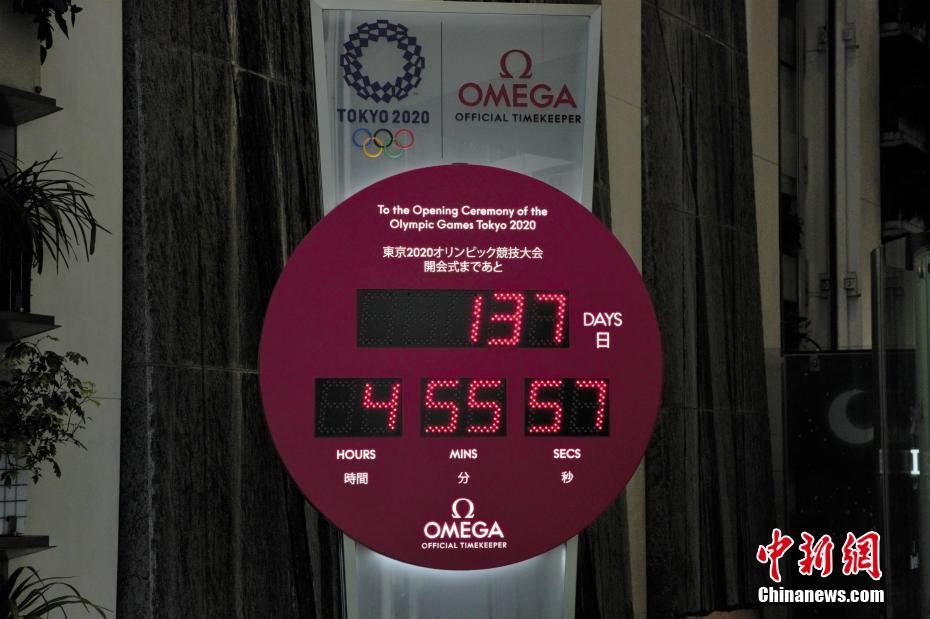 TOKYO 2020
Ω
OMEGA
OFFICIAL TIMEKEEPER
To the Opening Ceremony of the
Olympic Games Tokyo 2020
東京2020オリンピック競技大会
開会式まであと
137 DAYS
日
4 55 57
HOURS MINS SECS
時間 分 秒
Ω
OMEGA
OFFICIAL TIMEKEEPER
中新网
Chinanews.com